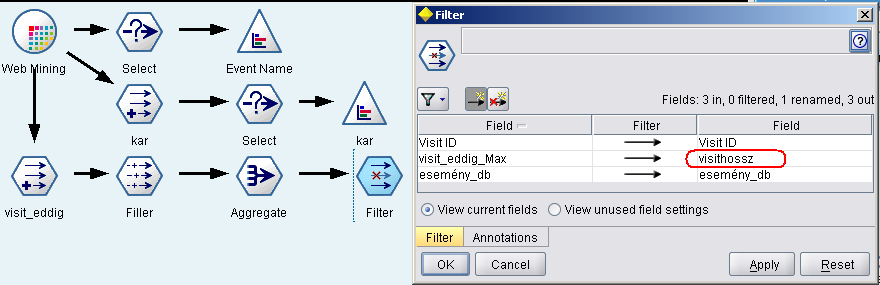 Web Mining
Select
Event Name
kar
Select
kar
visit_eddig
Filler
Aggregate
Filter
Filter
Fields: 3 in, 0 filtered, 1 renamed, 3 out
Field Filter Field
Visit ID Visit ID
visit_eddig_Max visithossz
esemény_db esemény_db
View current fields View unused field settings
Filter Annotations
OK Cancel Apply Reset